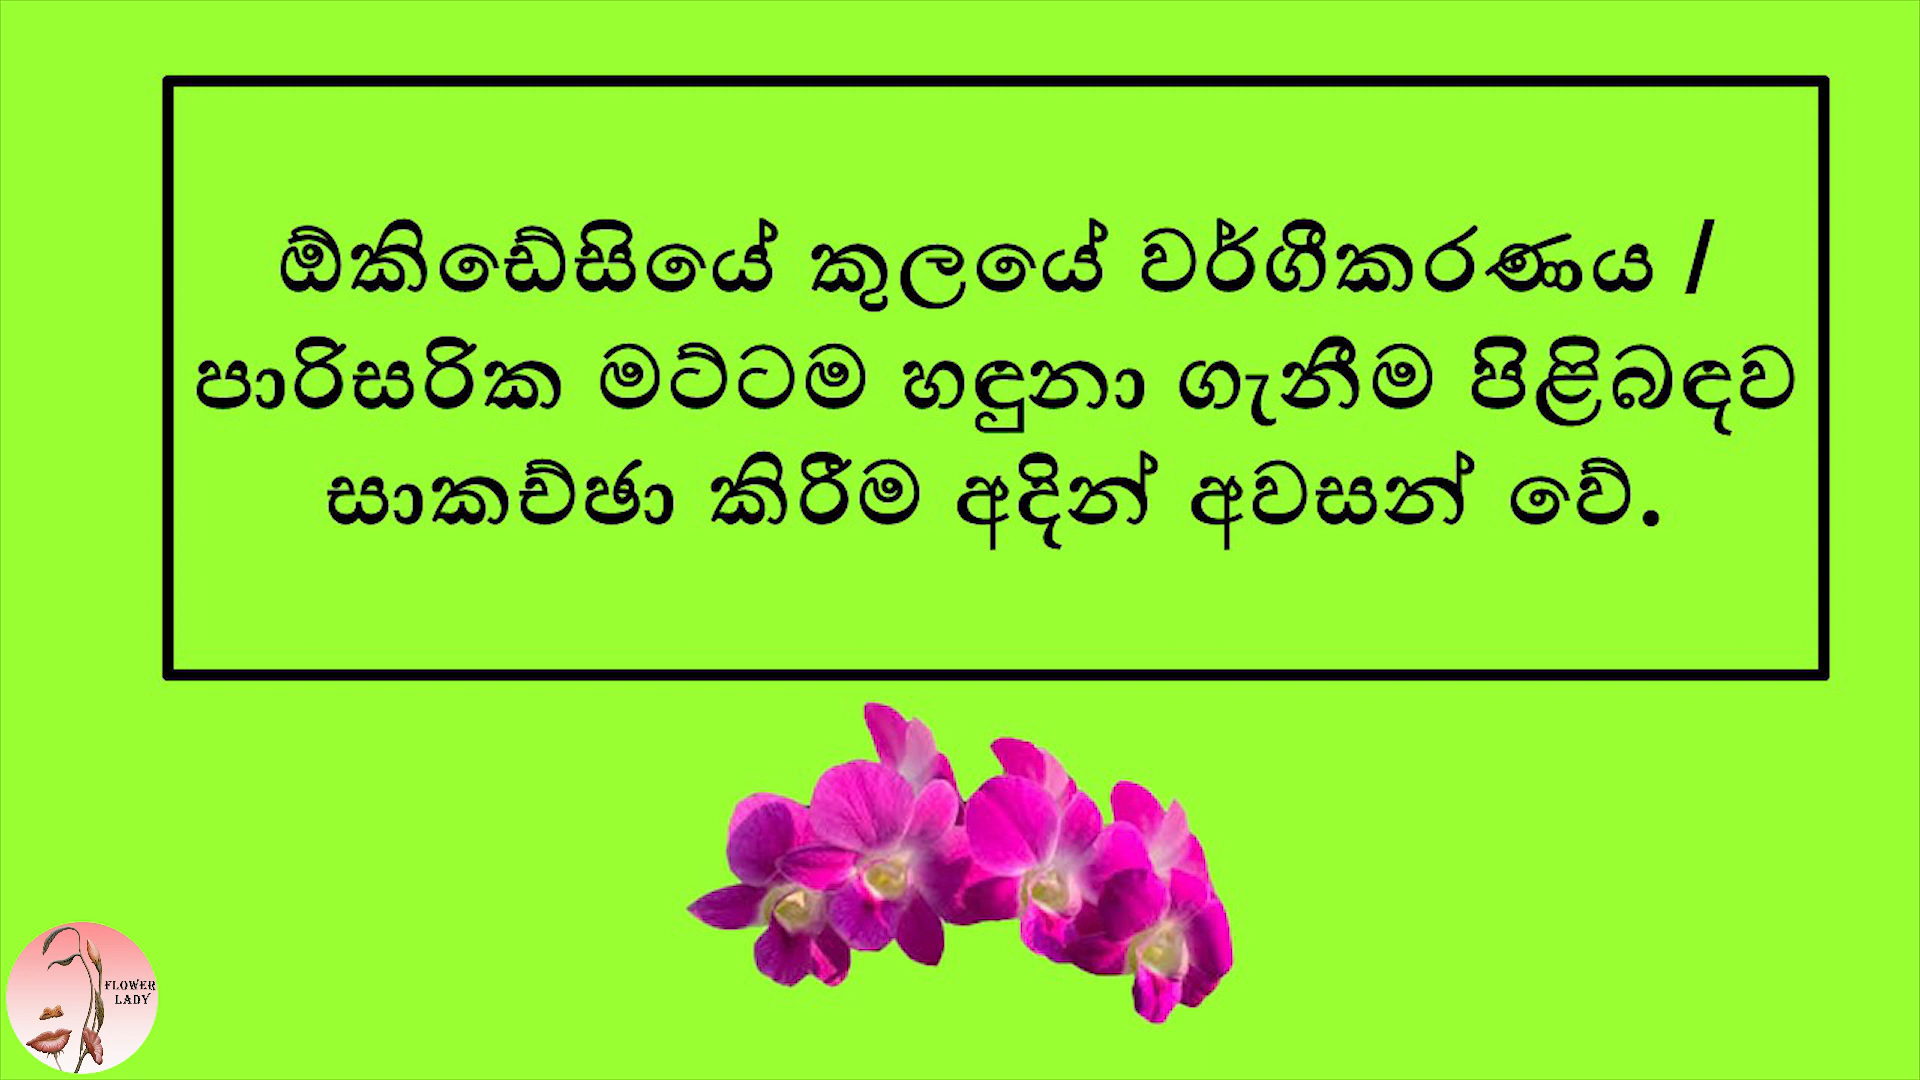 ඕකිඩේසියේ කුලයේ වර්ගීකරණය /
පාරිසරික මට්ටම හඳුනා ගැනීම පිළිබඳව
සාකච්ඡා කිරීම අදින් අවසන් වේ.
FLOWER
LADY